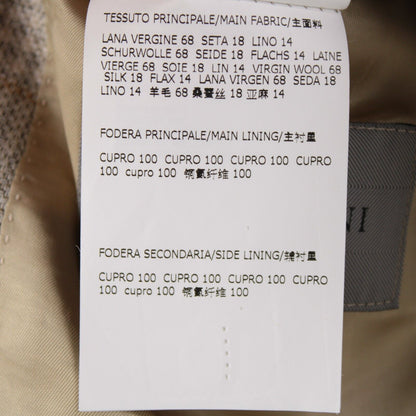 TESSUTO PRINCIPALE/MAIN FABRIC/主面料
LANA VERGINE 68 SETA 18 LINO 14
SCHURWOLLE 68 SEIDE 18 FLACHS 14 LAINE
VIERGE 68 SOIE 18 LIN 14 VIRGIN WOOL 68
SILK 18 FLAX 14 LANA VIRGEN 68 SEDA 18
LINO 14 羊毛 68 桑蚕丝 18 亚麻 14
FODERA PRINCIPALE/MAIN LINING/主衬里
CUPRO 100 CUPRO 100 CUPRO 100 CUPRO
100 cupro 100 铜氨纤维 100
FODERA SECONDARIA/SIDE LINING/辅衬里
CUPRO 100 CUPRO 100 CUPRO 100 CUPRO
100 cupro 100 铜氨纤维 100
NI